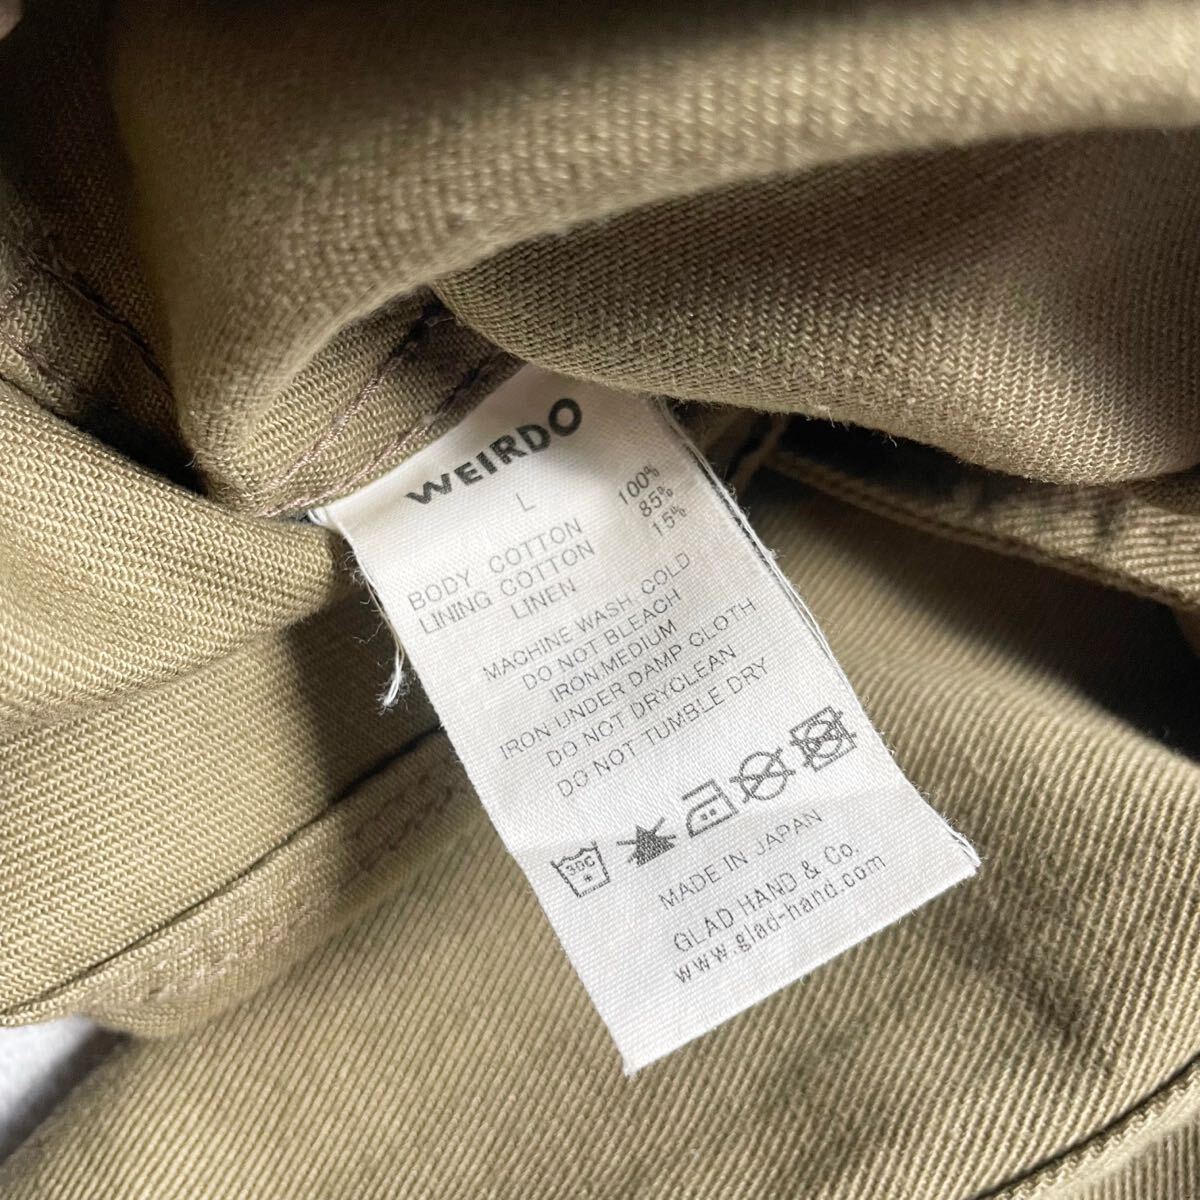 WEIRDO
L
BODY COTTON 100%
LINING COTTON 85%
LINEN 15%
MACHINE WASH, COLD
DO NOT BLEACH
IRON.MEDIUM
IRON UNDER DAMP CLOTH
DO NOT DRYCLEAN
DO NOT TUMBLE DRY
30C
MADE IN JAPAN
GLAD HAND & Co.
www.glad-hand.com